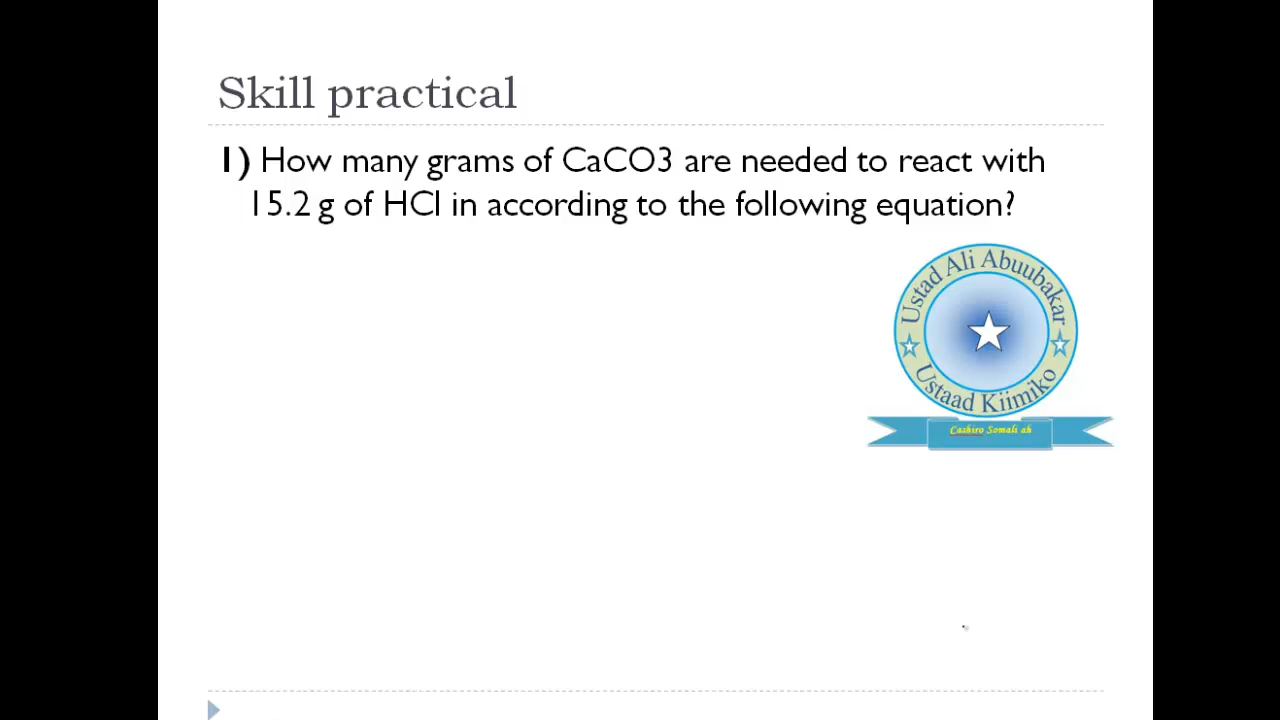 Skill practical
1) How many grams of CaCO3 are needed to react with
15.2 g of HCl in according to the following equation?
Ustad Ali Abuubakar
Ustaad Kiimiko
Cashiro Somali ah